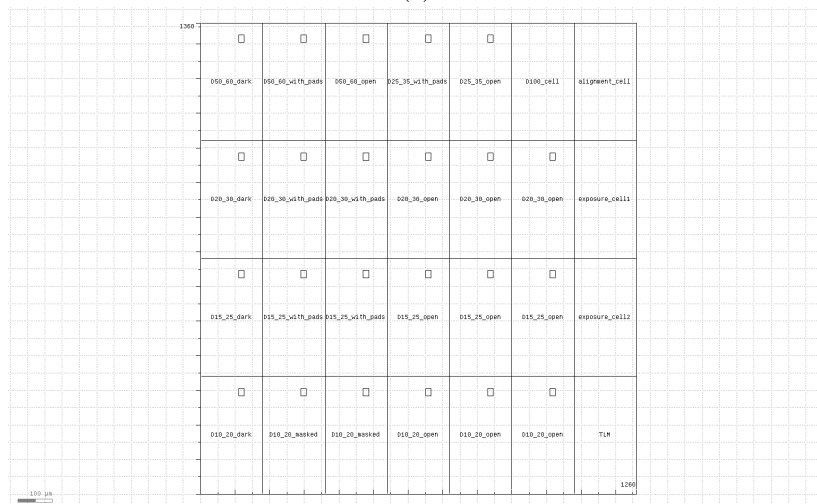 1360
D50_60_dark D50_60_with_pads D50_60_open D25_35_with_pads D25_35_open D100_cell alignment_cell
D20_30_dark D20_30_with_pads D20_30_with_pads D20_30_open D20_30_open D20_30_open exposure_cell1
D15_25_dark D15_25_with_pads D15_25_with_pads D15_25_open D15_25_open D15_25_open exposure_cell2
D10_20_dark D10_20_masked D10_20_masked D10_20_open D10_20_open D10_20_open TLM
1260
100 µm